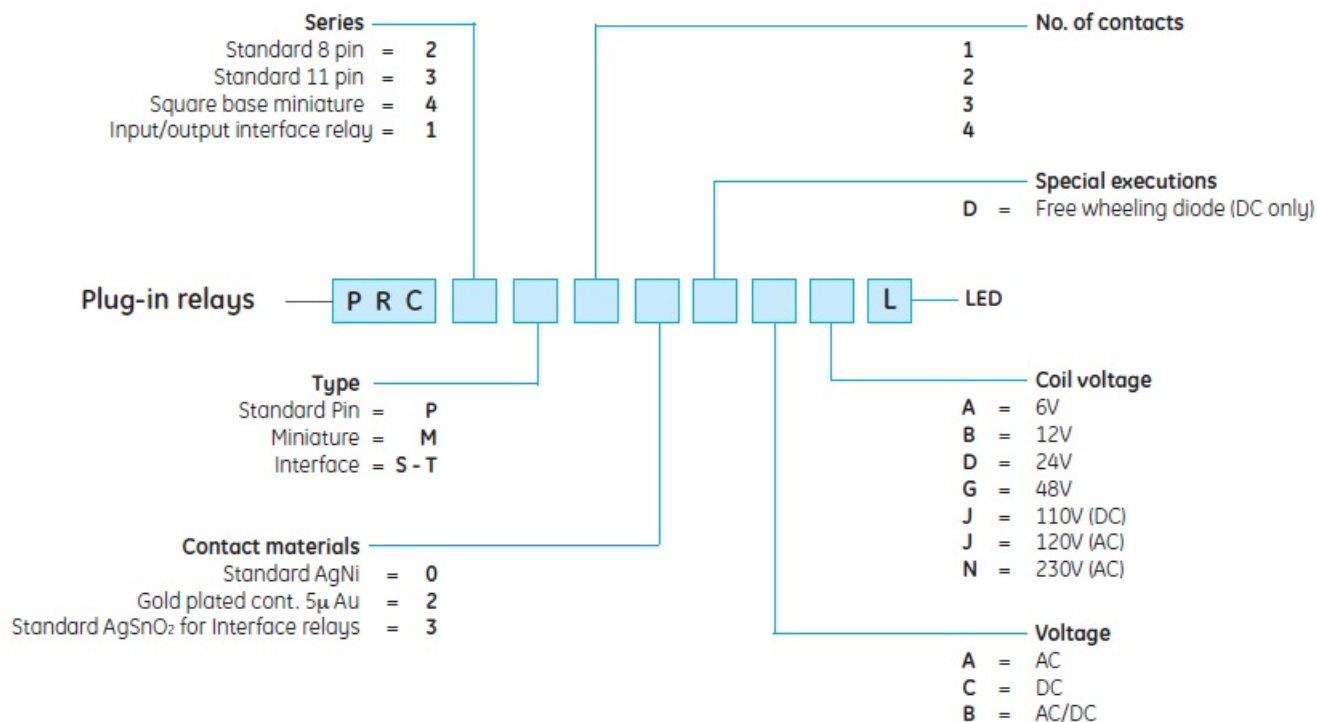 Series
Standard 8 pin = 2
Standard 11 pin = 3
Square base miniature = 4
Input/output interface relay = 1
No. of contacts
1
2
3
4
Special executions
D = Free wheeling diode (DC only)
Plug-in relays P R C L LED
Type
Standard Pin = P
Miniature = M
Interface = S - T
Contact materials
Standard AgNi = 0
Gold plated cont. 5µ Au = 2
Standard AgSnO₂ for Interface relays = 3
Coil voltage
A = 6V
B = 12V
D = 24V
G = 48V
J = 110V (DC)
J = 120V (AC)
N = 230V (AC)
Voltage
A = AC
C = DC
B = AC/DC